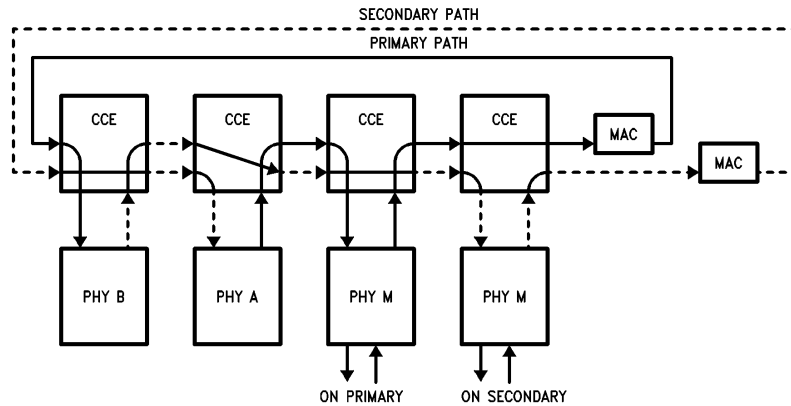 SECONDARY PATH
PRIMARY PATH
CCE CCE CCE CCE
MAC
MAC
PHY B PHY A PHY M PHY M
ON PRIMARY ON SECONDARY